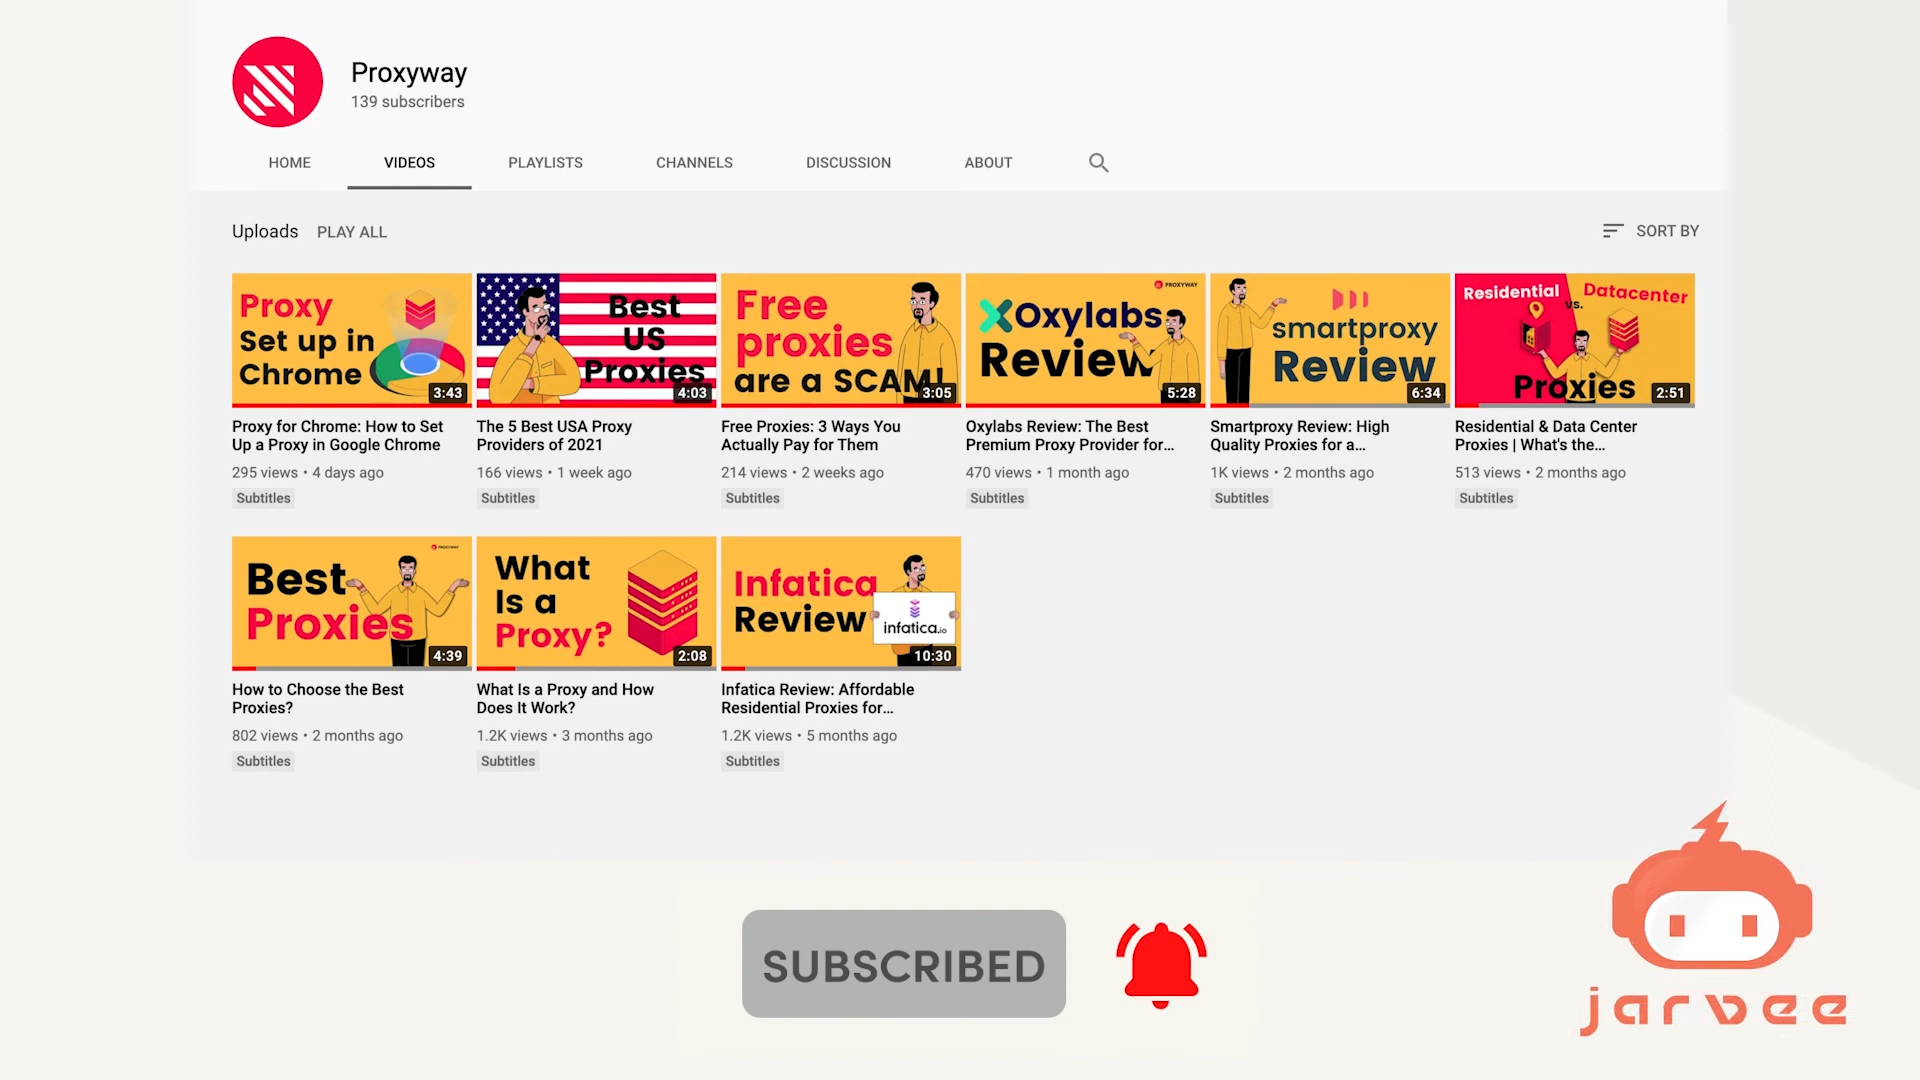 Proxyway
139 subscribers
HOME VIDEOS PLAYLISTS CHANNELS DISCUSSION ABOUT
Uploads PLAY ALL SORT BY
Proxy
Set up in
Chrome
3:43
Best
US
Proxies
4:03
Free
proxies
are a SCAM!
3:05
PROXYWAY
Oxylabs
Review
5:28
smartproxy
Review
6:34
Residential
vs.
Datacenter
Proxies
2:51
Proxy for Chrome: How to Set
Up a Proxy in Google Chrome
295 views • 4 days ago
Subtitles
The 5 Best USA Proxy
Providers of 2021
166 views • 1 week ago
Subtitles
Free Proxies: 3 Ways You
Actually Pay for Them
214 views • 2 weeks ago
Subtitles
Oxylabs Review: The Best
Premium Proxy Provider for...
470 views • 1 month ago
Subtitles
Smartproxy Review: High
Quality Proxies for a...
1K views • 2 months ago
Subtitles
Residential & Data Center
Proxies | What's the...
513 views • 2 months ago
Subtitles
PROXYWAY
Best
Proxies
4:39
What
Is a
Proxy?
2:08
Infatica
Review
infatica.io
10:30
How to Choose the Best
Proxies?
802 views • 2 months ago
Subtitles
What Is a Proxy and How
Does It Work?
1.2K views • 3 months ago
Subtitles
Infatica Review: Affordable
Residential Proxies for...
1.2K views • 5 months ago
Subtitles
SUBSCRIBED
jarvee